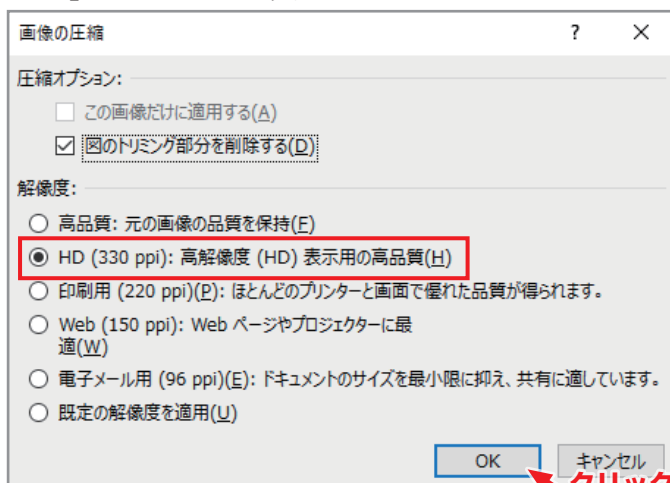 画像の圧縮 ? ×
圧縮オプション:
この画像だけに適用する(A)
図のトリミング部分を削除する(D)
解像度:
高品質: 元の画像の品質を保持(F)
HD (330 ppi): 高解像度 (HD) 表示用の高品質(H)
印刷用 (220 ppi)(P): ほとんどのプリンターと画面で優れた品質が得られます。
Web (150 ppi): Web ページやプロジェクターに最
適(W)
電子メール用 (96 ppi)(E): ドキュメントのサイズを最小限に抑え、共有に適しています。
既定の解像度を適用(U)
OK キャンセル
クリック